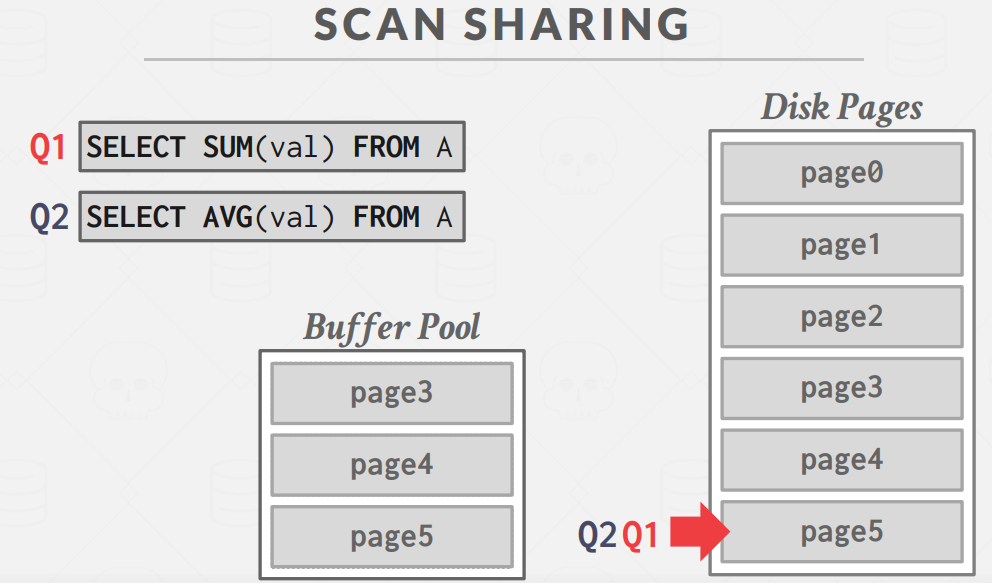 SCAN SHARING
Q1 SELECT SUM(val) FROM A
Q2 SELECT AVG(val) FROM A
Buffer Pool
page3
page4
page5
Disk Pages
page0
page1
page2
page3
page4
page5
Q2 Q1